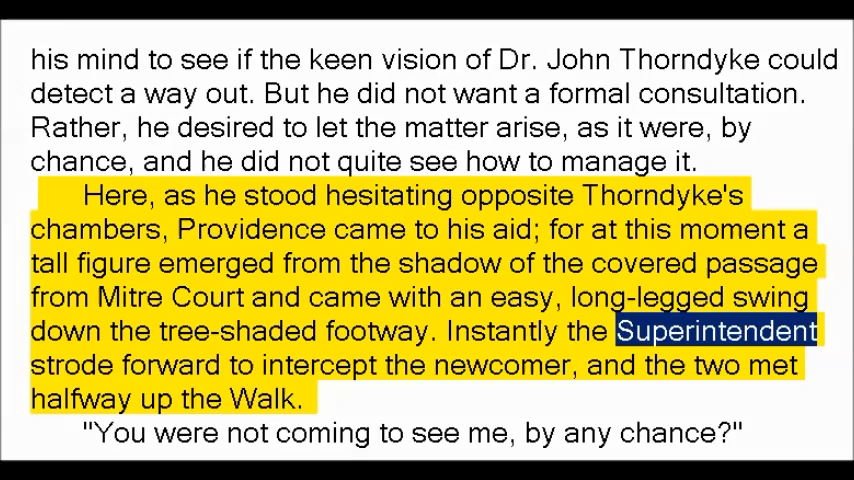 his mind to see if the keen vision of Dr. John Thorndyke could
detect a way out. But he did not want a formal consultation.
Rather, he desired to let the matter arise, as it were, by
chance, and he did not quite see how to manage it.
Here, as he stood hesitating opposite Thorndyke's
chambers, Providence came to his aid; for at this moment a
tall figure emerged from the shadow of the covered passage
from Mitre Court and came with an easy, long-legged swing
down the tree-shaded footway. Instantly the Superintendent
strode forward to intercept the newcomer, and the two met
halfway up the Walk.
"You were not coming to see me, by any chance?"